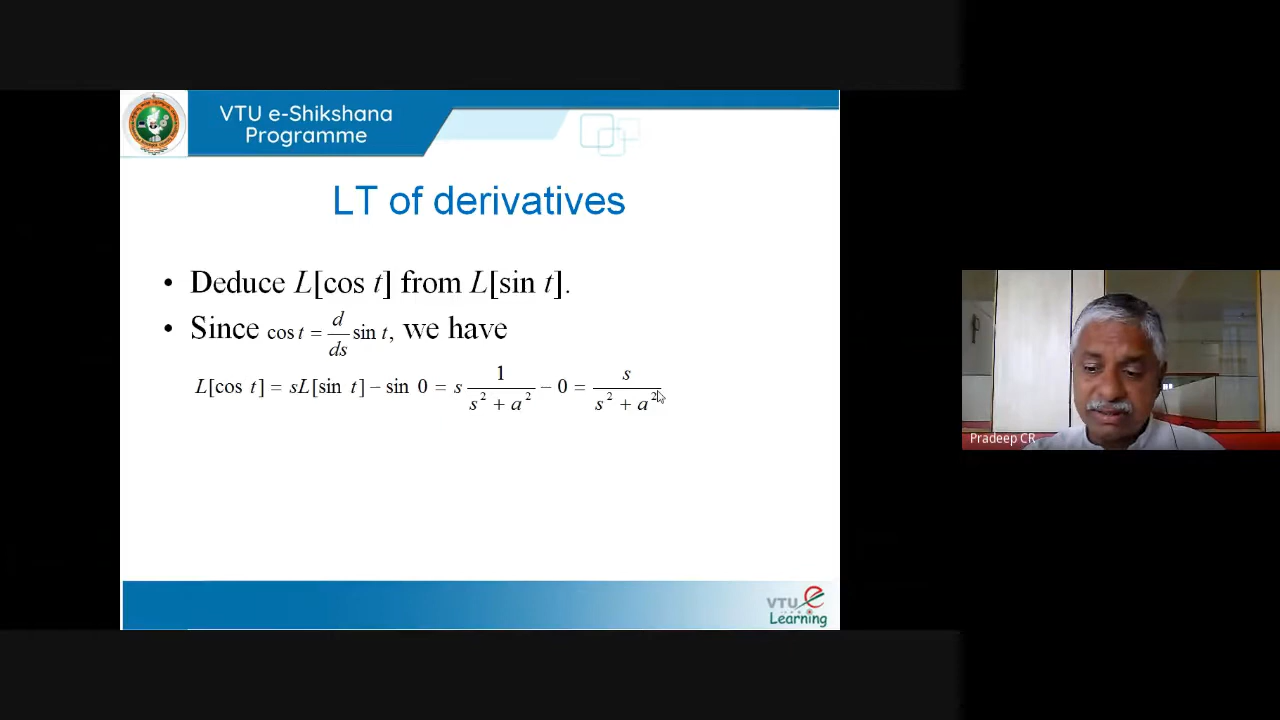 VTU e-Shikshana
Programme
LT of derivatives
• Deduce L[cos t] from L[sin t].
• Since cos t = d/ds sin t, we have
L[cos t] = sL[sin t] − sin 0 = s 1/(s² + a²) − 0 = s/(s² + a²)
Pradeep CR
VTU e
Learning